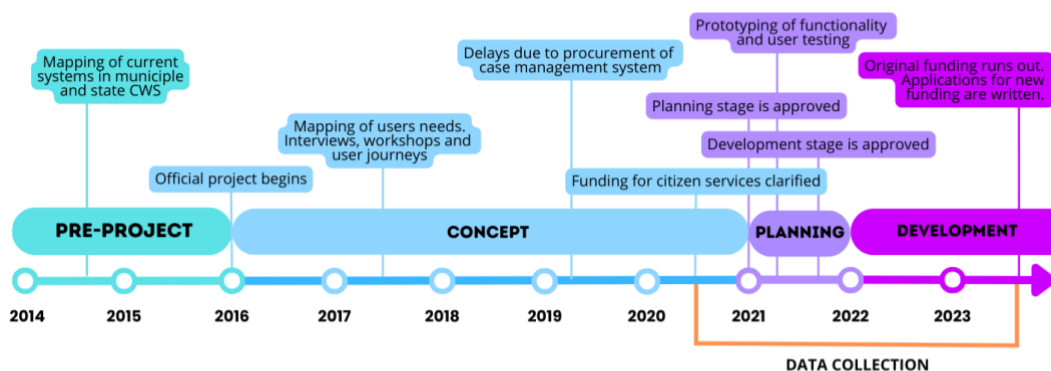 Prototyping of functionality
and user testing
Delays due to procurement of
case management system
Mapping of current
systems in municiple
and state CWS
Original funding runs out.
Applications for new
funding are written.
Planning stage is approved
Mapping of users needs.
Interviews, workshops and
user journeys
Development stage is approved
Official project begins
Funding for citizen services clarified
PRE-PROJECT
CONCEPT
PLANNING
DEVELOPMENT
2014
2015
2016
2017
2018
2019
2020
2021
2022
2023
DATA COLLECTION